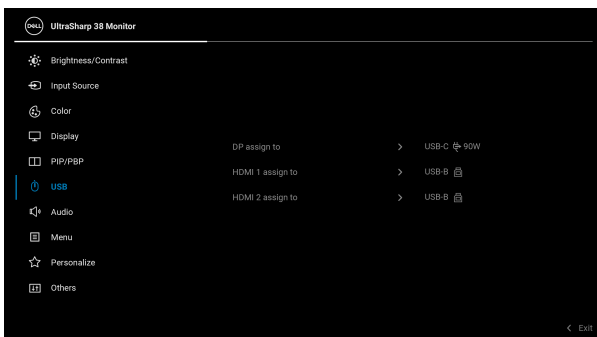 DELL UltraSharp 38 Monitor
Brightness/Contrast
Input Source
Color
Display
DP assign to > USB-C 90W
PIP/PBP
HDMI 1 assign to > USB-B
USB
HDMI 2 assign to > USB-B
Audio
Menu
Personalize
Others
< Exit